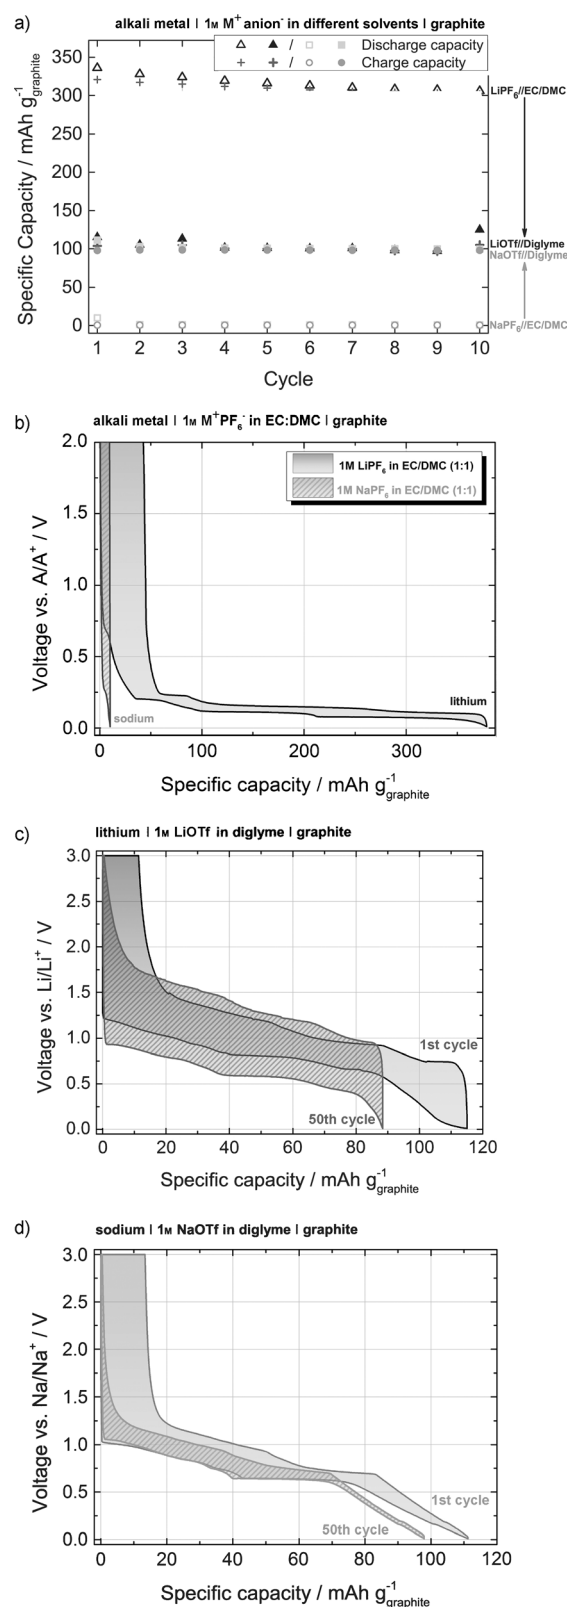 a) alkali metal | 1M M⁺ anion⁻ in different solvents | graphite
350
300
250
200
150
100
50
0
Specific Capacity / mAh g⁻¹graphite
Discharge capacity
Charge capacity
LiPF₆//EC/DMC
LiOTf//Diglyme
NaOTf//Diglyme
NaPF₆//EC/DMC
1 2 3 4 5 6 7 8 9 10
Cycle
b) alkali metal | 1M M⁺PF₆⁻ in EC:DMC | graphite
2.0
1.5
1.0
0.5
0.0
Voltage vs. A/A⁺ / V
1M LiPF₆ in EC/DMC (1:1)
1M NaPF₆ in EC/DMC (1:1)
lithium
sodium
0 100 200 300
Specific capacity / mAh g⁻¹graphite
c) lithium | 1M LiOTf in diglyme | graphite
3.0
2.5
2.0
1.5
1.0
0.5
0.0
Voltage vs. Li/Li⁺ / V
1st cycle
50th cycle
0 20 40 60 80 100 120
Specific capacity / mAh g⁻¹graphite
d) sodium | 1M NaOTf in diglyme | graphite
3.0
2.5
2.0
1.5
1.0
0.5
0.0
Voltage vs. Na/Na⁺ / V
1st cycle
50th cycle
0 20 40 60 80 100 120
Specific capacity / mAh g⁻¹graphite